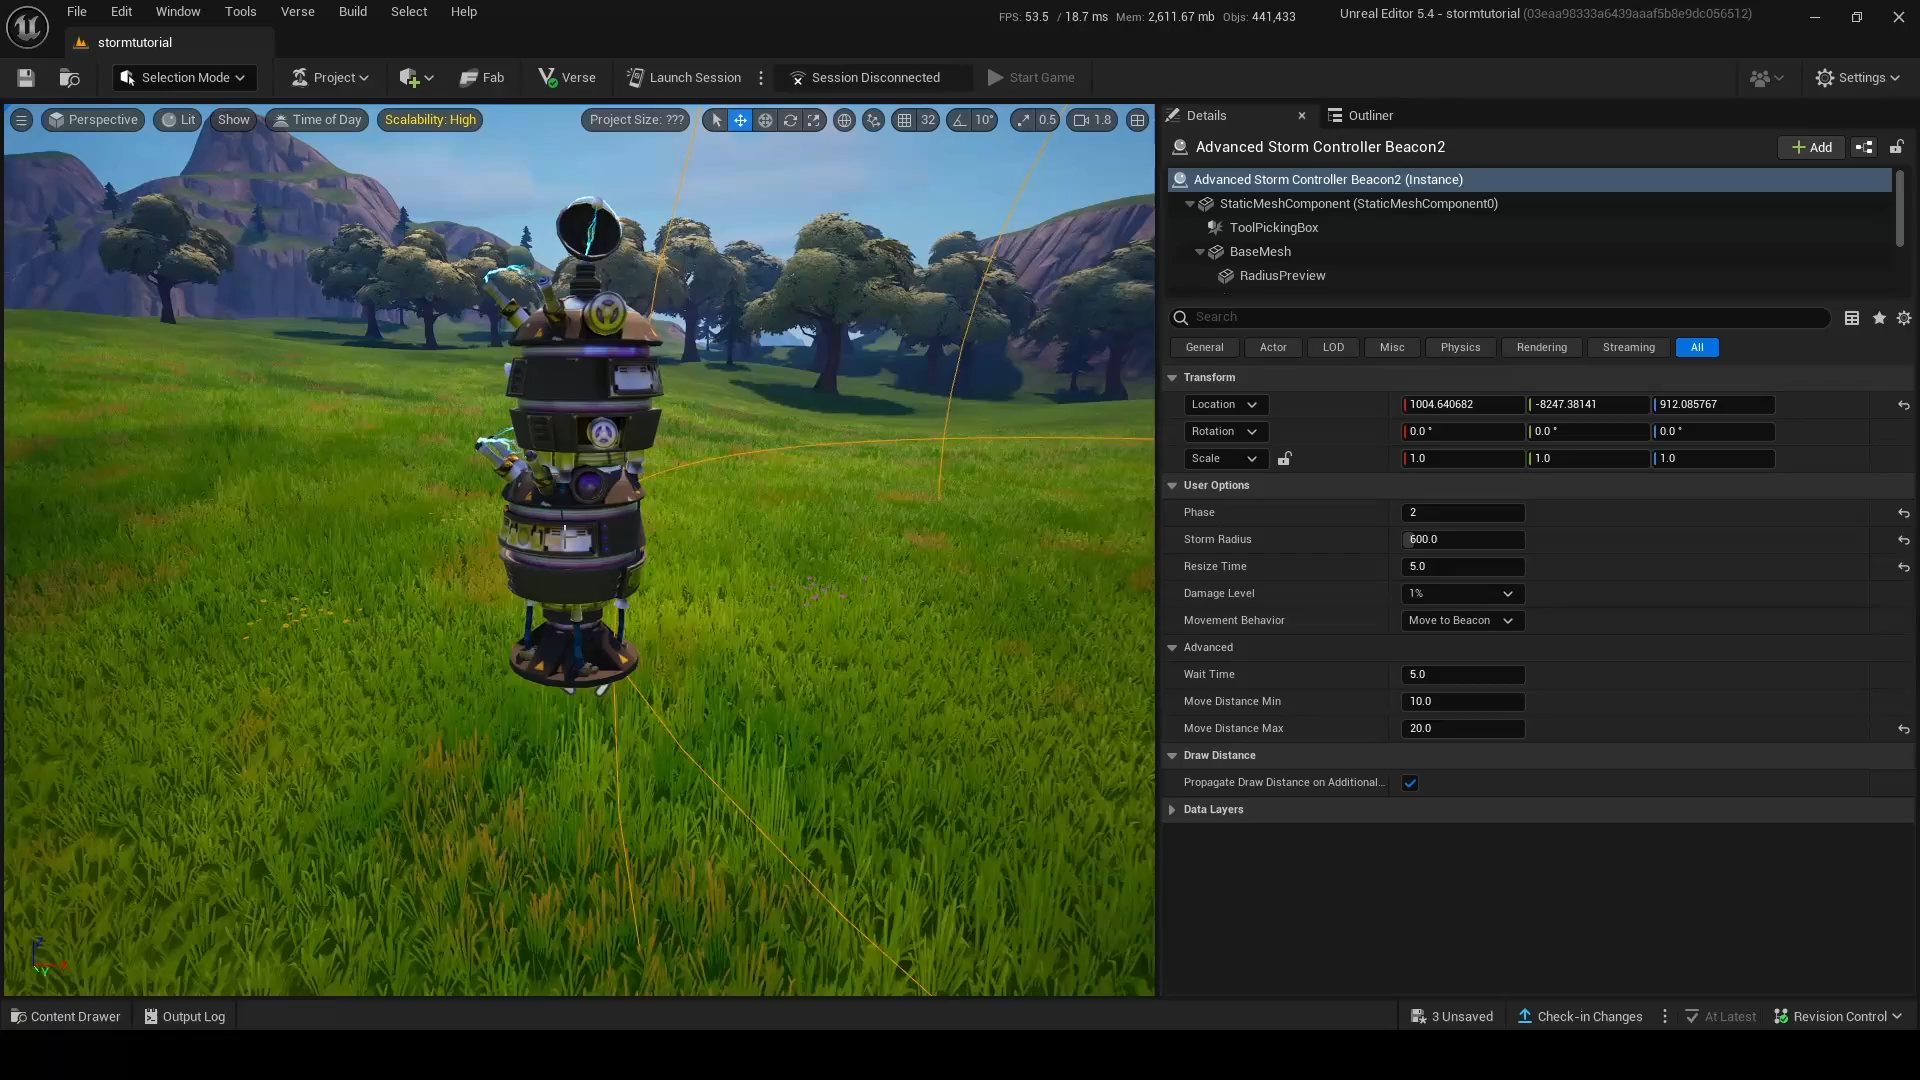 File Edit Window Tools Verse Build Select Help
FPS: 53.5 / 18.7 ms Mem: 2,611.67 mb Objs: 441,433
Unreal Editor 5.4 - stormtutorial (03eaa98333a6439aaaf5b8e9dc056512)
stormtutorial
Selection Mode Project Fab Verse Launch Session Session Disconnected Start Game Settings
Perspective Lit Show Time of Day Scalability: High Project Size: ??? 32 10° 0.5 1.8
Details Outliner
Advanced Storm Controller Beacon2
Add
Advanced Storm Controller Beacon2 (Instance)
StaticMeshComponent (StaticMeshComponent0)
ToolPickingBox
BaseMesh
RadiusPreview
Search
General Actor LOD Misc Physics Rendering Streaming All
Transform
Location 1004.640682 -8247.38141 912.085767
Rotation 0.0 ° 0.0 ° 0.0 °
Scale 1.0 1.0 1.0
User Options
Phase 2
Storm Radius 600.0
Resize Time 5.0
Damage Level 1%
Movement Behavior Move to Beacon
Advanced
Wait Time 5.0
Move Distance Min 10.0
Move Distance Max 20.0
Draw Distance
Propagate Draw Distance on Additional...
Data Layers
Z
Y
Content Drawer Output Log 3 Unsaved Check-in Changes At Latest Revision Control